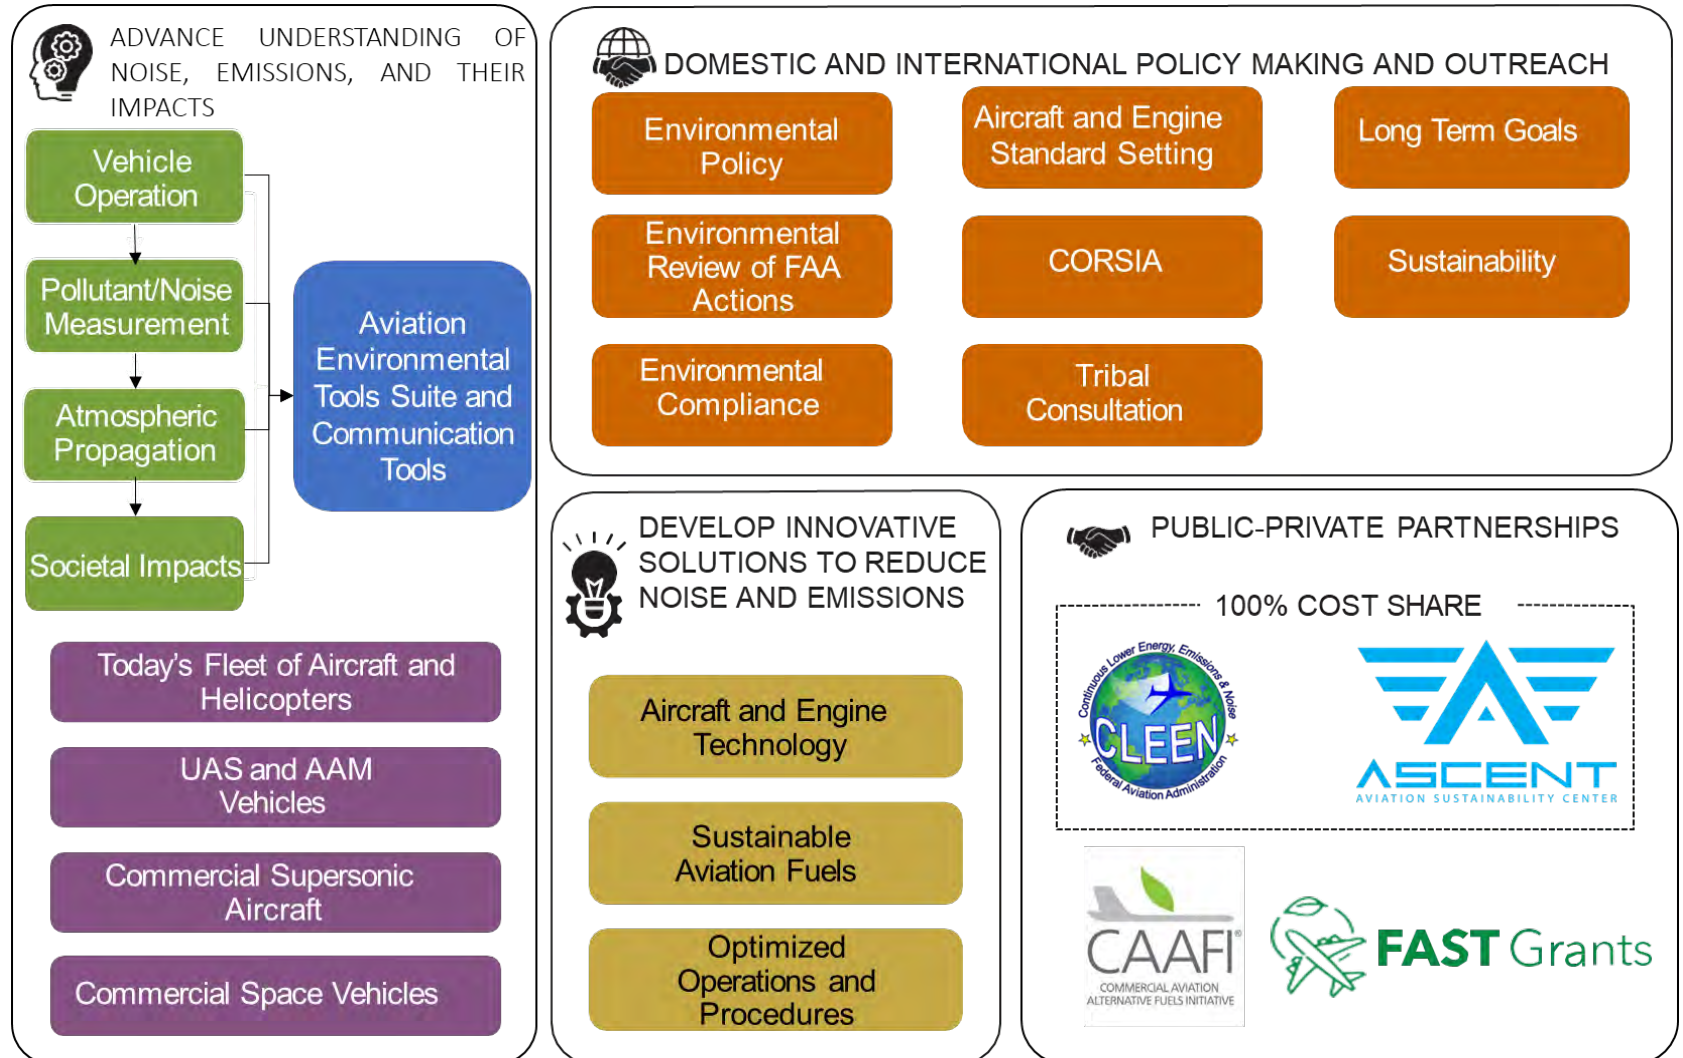 ADVANCE UNDERSTANDING OF
NOISE, EMISSIONS, AND THEIR
IMPACTS
Vehicle
Operation
Pollutant/Noise
Measurement
Atmospheric
Propagation
Societal Impacts
Aviation
Environmental
Tools Suite and
Communication
Tools
Today’s Fleet of Aircraft and
Helicopters
UAS and AAM
Vehicles
Commercial Supersonic
Aircraft
Commercial Space Vehicles
DOMESTIC AND INTERNATIONAL POLICY MAKING AND OUTREACH
Environmental
Policy
Aircraft and Engine
Standard Setting
Long Term Goals
Environmental
Review of FAA
Actions
CORSIA
Sustainability
Environmental
Compliance
Tribal
Consultation
DEVELOP INNOVATIVE
SOLUTIONS TO REDUCE
NOISE AND EMISSIONS
Aircraft and Engine
Technology
Sustainable
Aviation Fuels
Optimized
Operations and
Procedures
PUBLIC-PRIVATE PARTNERSHIPS
100% COST SHARE
Continuous Lower Energy, Emissions & Noise
CLEEN
Federal Aviation Administration
ASCENT
AVIATION SUSTAINABILITY CENTER
CAAFI®
COMMERCIAL AVIATION
ALTERNATIVE FUELS INITIATIVE
FAST Grants